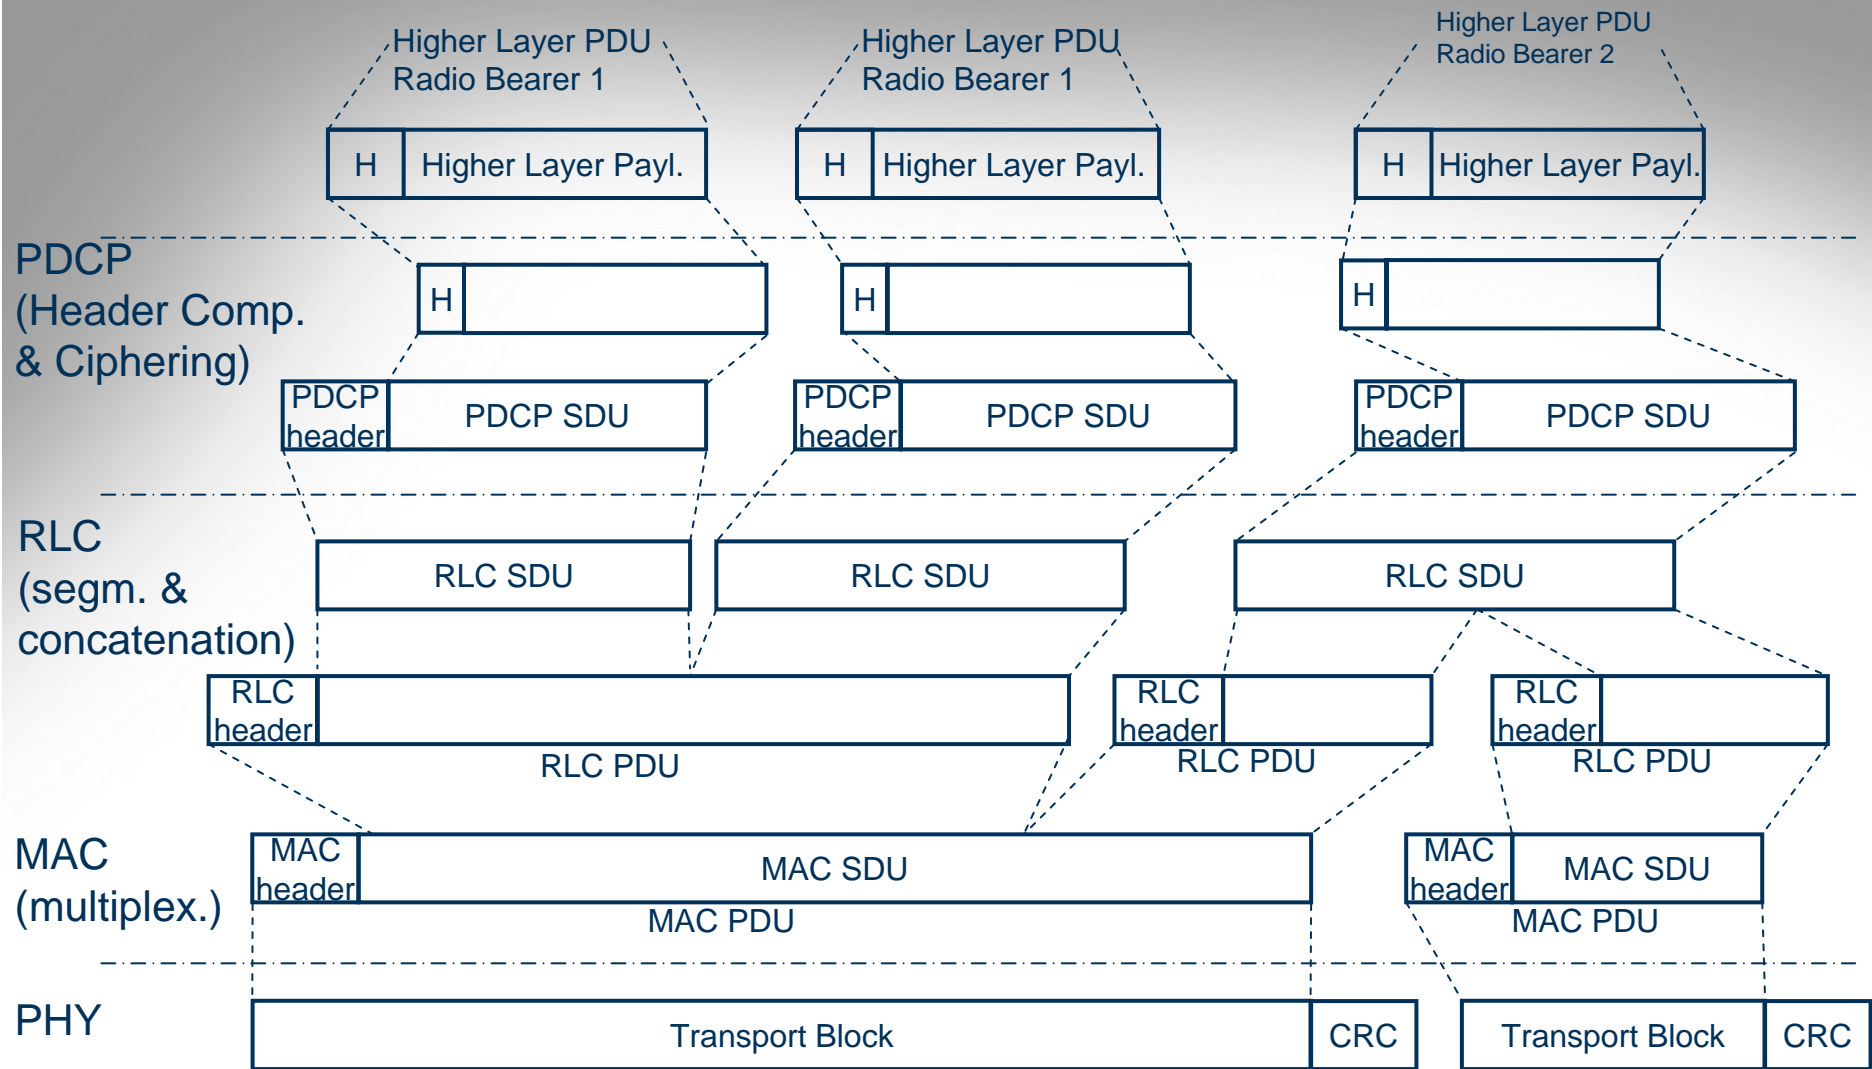 Higher Layer PDU
Radio Bearer 1
Higher Layer PDU
Radio Bearer 1
Higher Layer PDU
Radio Bearer 2
H
Higher Layer Payl.
H
Higher Layer Payl.
H
Higher Layer Payl.
PDCP
(Header Comp.
& Ciphering)
H
H
H
PDCP
header
PDCP SDU
PDCP
header
PDCP SDU
PDCP
header
PDCP SDU
RLC
(segm. &
concatenation)
RLC SDU
RLC SDU
RLC SDU
RLC
header
RLC PDU
RLC
header
RLC PDU
RLC
header
RLC PDU
MAC
(multiplex.)
MAC
header
MAC SDU
MAC PDU
MAC
header
MAC SDU
MAC PDU
PHY
Transport Block
CRC
Transport Block
CRC